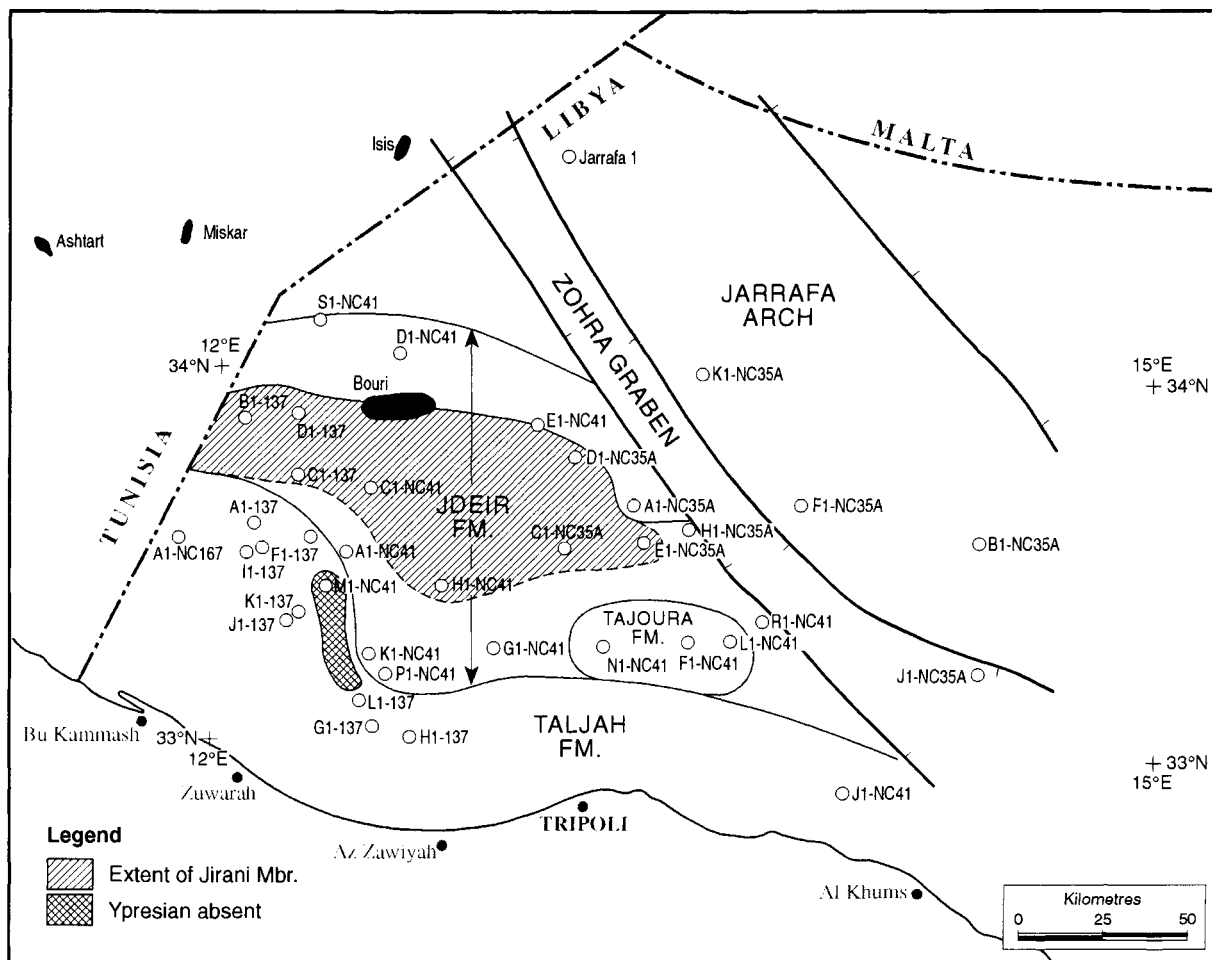 LIBYA
MALTA
Isis
Jarrafa 1
Ashtart
Miskar
ZOHRA GRABEN
JARRAFA
ARCH
S1-NC41
D1-NC41
12°E
34°N
K1-NC35A
15°E
34°N
Bouri
B1-137
D1-137
E1-NC41
TUNISIA
D1-NC35A
C1-137
C1-NC41
JDEIR
FM.
A1-NC35A
F1-NC35A
A1-137
C1-NC35A
H1-NC35A
A1-NC167
F1-137
A1-NC41
E1-NC35A
B1-NC35A
I1-137
M1-NC41
H1-NC41
K1-137
J1-137
TAJOURA
FM.
R1-NC41
L1-NC41
K1-NC41
G1-NC41
N1-NC41
F1-NC41
P1-NC41
J1-NC35A
L1-137
G1-137
H1-137
TALJAH
FM.
Bu Kammash
33°N
12°E
33°N
15°E
Zuwarah
J1-NC41
TRIPOLI
Az Zawiyah
Al Khums
Legend
Extent of Jirani Mbr.
Ypresian absent
Kilometres
0 25 50